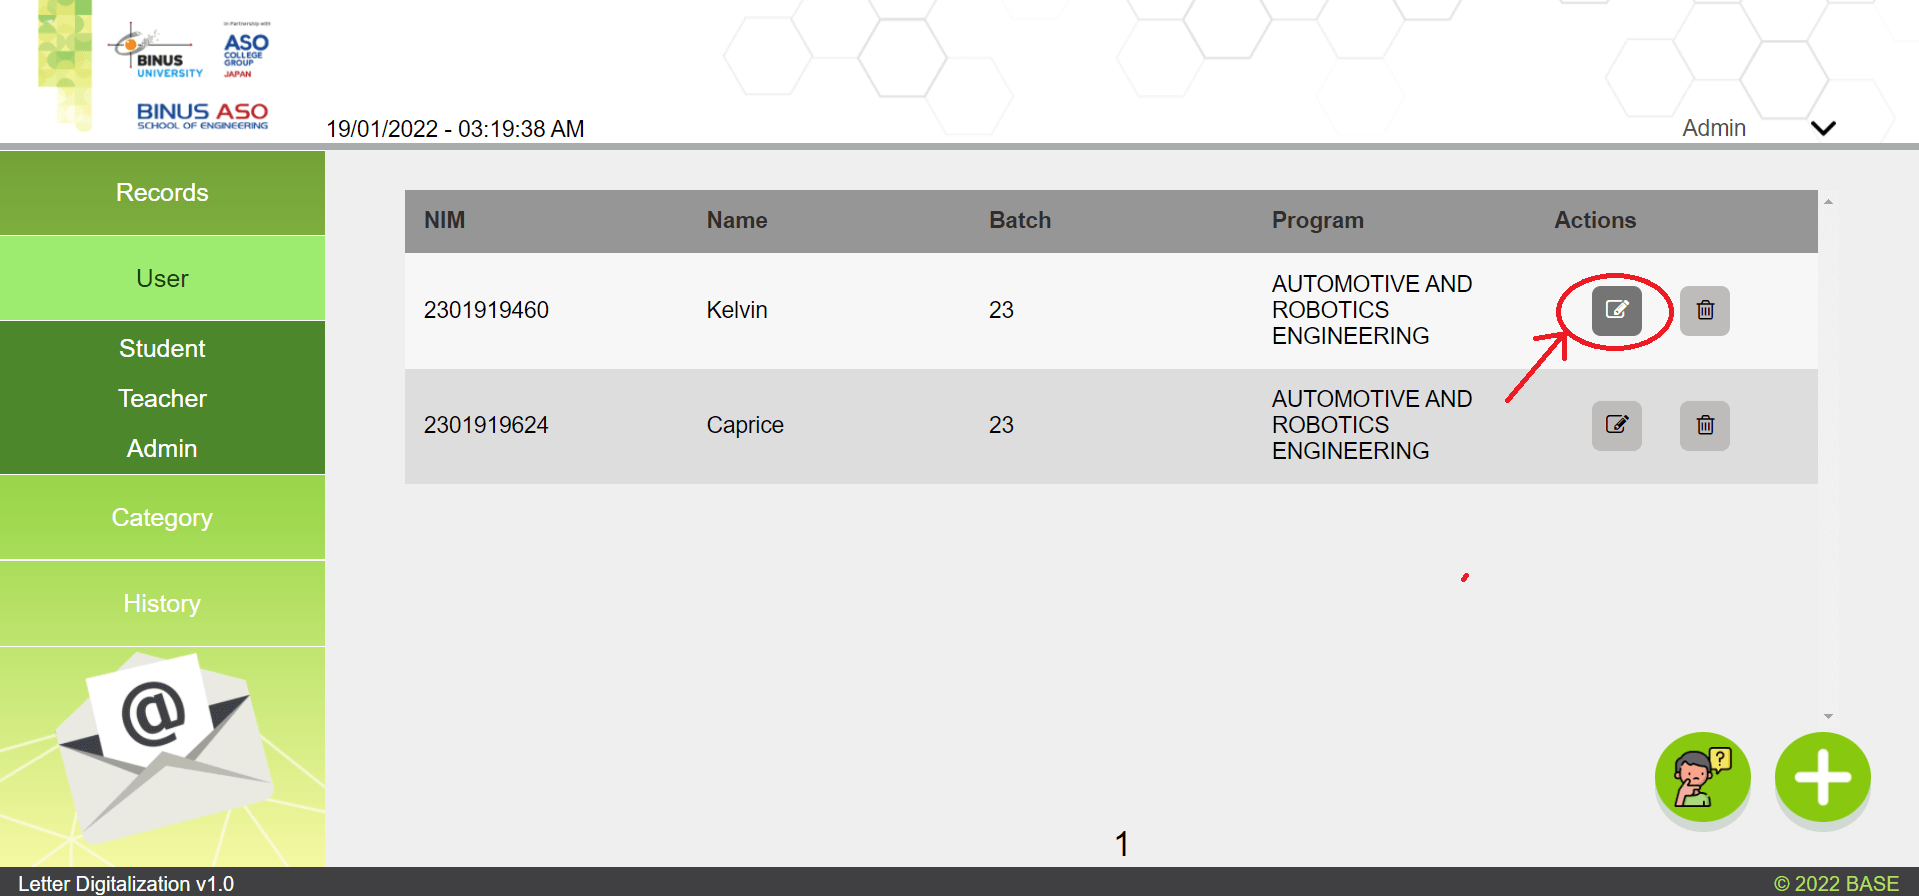 In Partnership with
BINUS
UNIVERSITY
ASO
COLLEGE
GROUP
JAPAN
BINUS ASO
SCHOOL OF ENGINEERING
19/01/2022 - 03:19:38 AM
Admin
Records
User
Student
Teacher
Admin
Category
History
@
NIM Name Batch Program Actions
2301919460 Kelvin 23 AUTOMOTIVE AND
ROBOTICS
ENGINEERING
2301919624 Caprice 23 AUTOMOTIVE AND
ROBOTICS
ENGINEERING
?
1
Letter Digitalization v1.0
© 2022 BASE